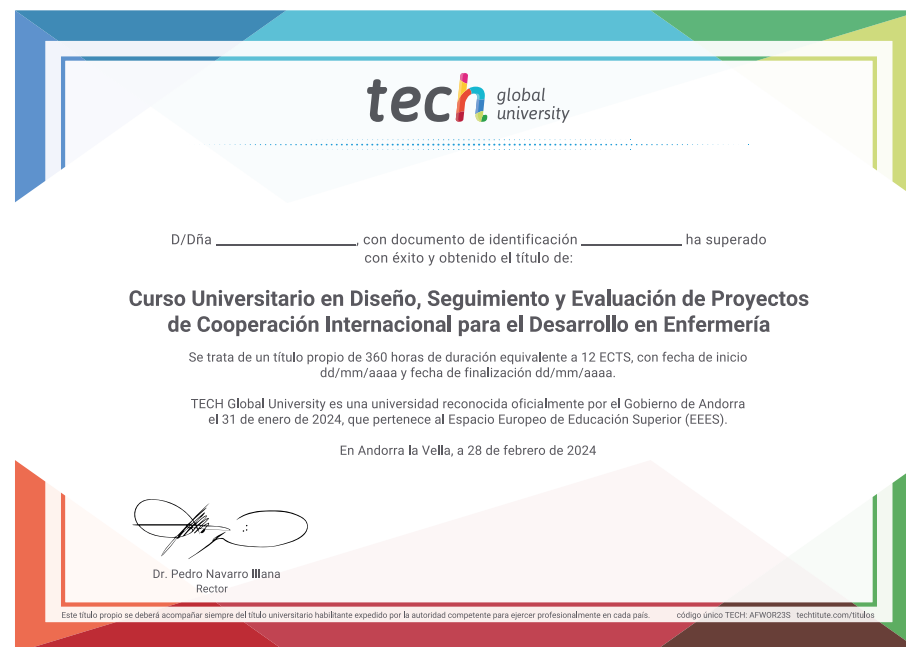 tech global university
D/Dña ____________________, con documento de identificación ______________ ha superado
con éxito y obtenido el título de:
Curso Universitario en Diseño, Seguimiento y Evaluación de Proyectos
de Cooperación Internacional para el Desarrollo en Enfermería
Se trata de un título propio de 360 horas de duración equivalente a 12 ECTS, con fecha de inicio
dd/mm/aaaa y fecha de finalización dd/mm/aaaa.
TECH Global University es una universidad reconocida oficialmente por el Gobierno de Andorra
el 31 de enero de 2024, que pertenece al Espacio Europeo de Educación Superior (EEES).
En Andorra la Vella, a 28 de febrero de 2024
Dr. Pedro Navarro Illana
Rector
Este título propio se deberá acompañar siempre del título universitario habilitante expedido por la autoridad competente para ejercer profesionalmente en cada país. código único TECH: AFWOR23S techtitute.com/titulos